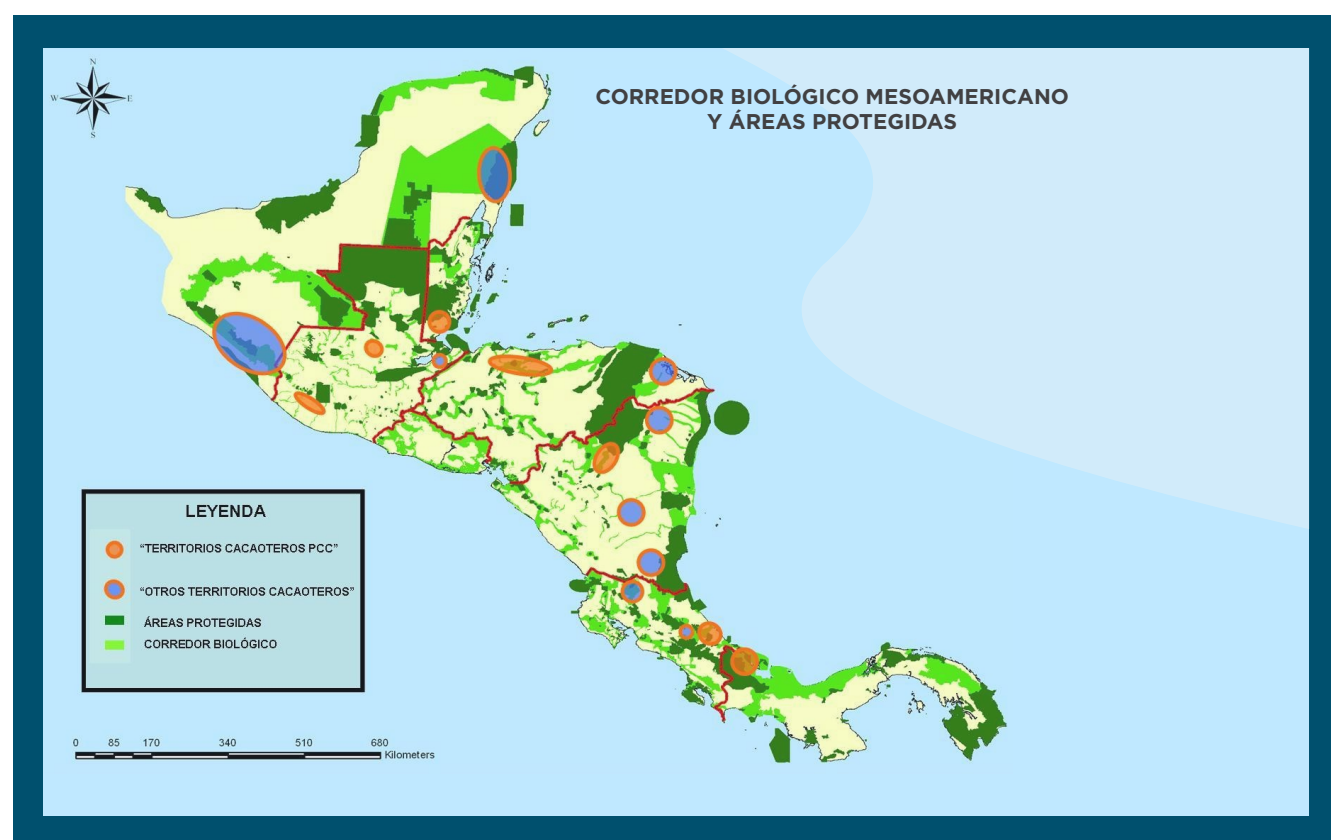 N
W
E
S
CORREDOR BIOLÓGICO MESOAMERICANO
Y ÁREAS PROTEGIDAS
LEYENDA
“TERRITORIOS CACAOTEROS PCC”
“OTROS TERRITORIOS CACAOTEROS”
ÁREAS PROTEGIDAS
CORREDOR BIOLÓGICO
0 85 170 340 510 680
Kilometers